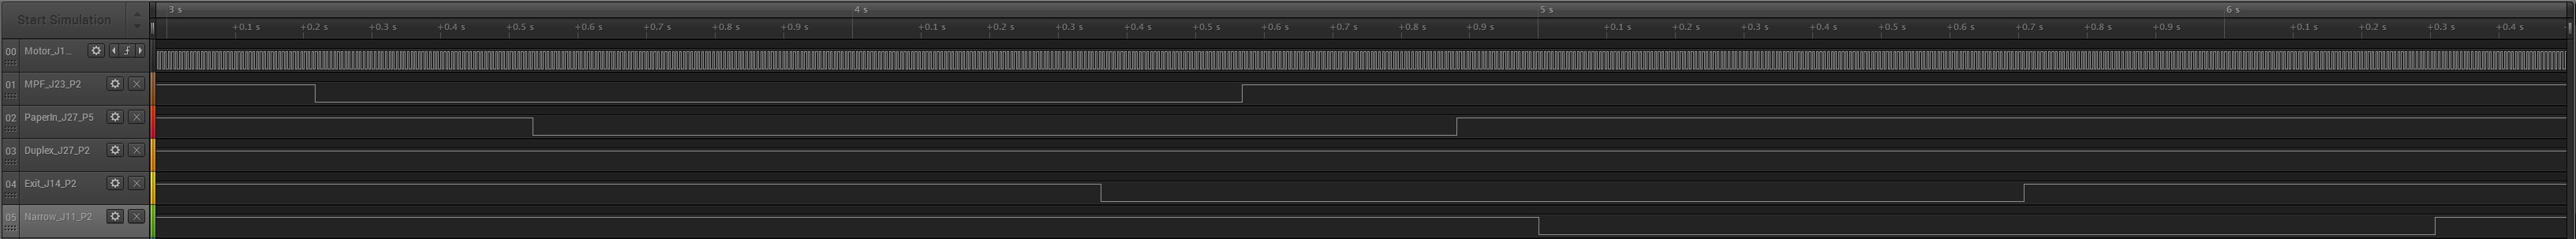 Start Simulation
3 s 4 s 5 s 6 s
+0.1 s +0.2 s +0.3 s +0.4 s +0.5 s +0.6 s +0.7 s +0.8 s +0.9 s +0.1 s +0.2 s +0.3 s +0.4 s +0.5 s +0.6 s +0.7 s +0.8 s +0.9 s +0.1 s +0.2 s +0.3 s +0.4 s +0.5 s +0.6 s +0.7 s +0.8 s +0.9 s +0.1 s +0.2 s +0.3 s +0.4 s
00 Motor_J1...
01 MPF_J23_P2
02 PaperIn_J27_P5
03 Duplex_J27_P2
04 Exit_J14_P2
05 Narrow_J11_P2